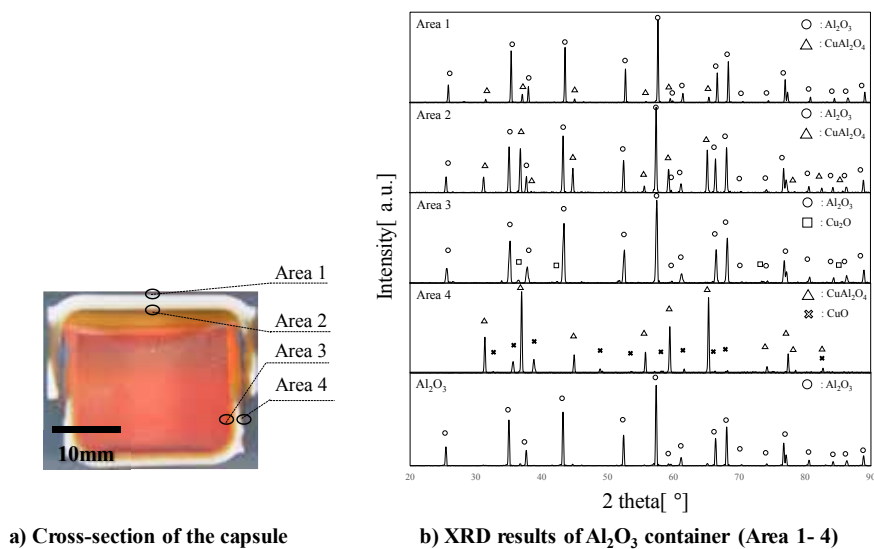 Area 1
Area 2
Area 3
Area 4
10mm
a) Cross-section of the capsule
Intensity[ a.u.]
Area 1
: Al₂O₃
: CuAl₂O₄
Area 2
: Al₂O₃
: CuAl₂O₄
Area 3
: Al₂O₃
: Cu₂O
Area 4
: CuAl₂O₄
: CuO
Al₂O₃
: Al₂O₃
20 30 40 50 60 70 80 90
2 theta[ °]
b) XRD results of Al₂O₃ container (Area 1- 4)